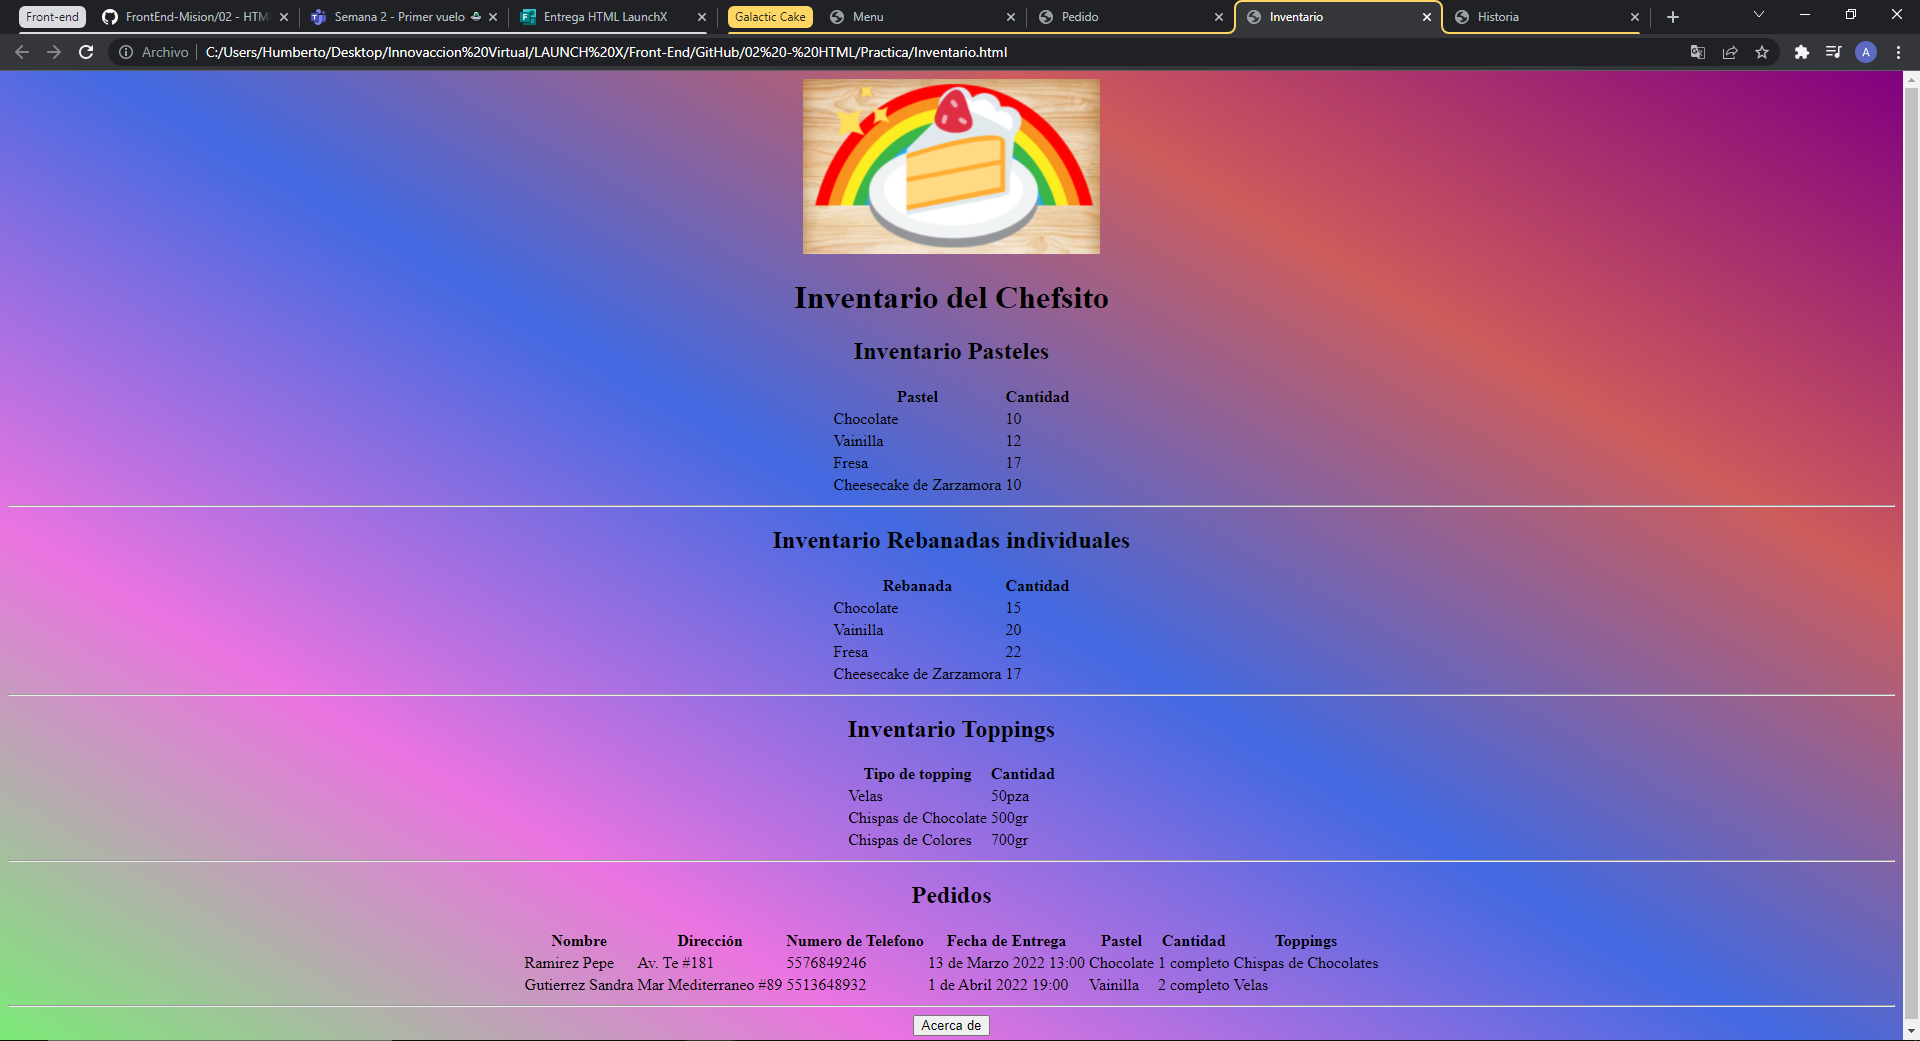 Front-end FrontEnd-Mision/02 - HTM Semana 2 - Primer vuelo Entrega HTML LaunchX Galactic Cake Menu Pedido Inventario Historia
Archivo C:/Users/Humberto/Desktop/Innovaccion%20Virtual/LAUNCH%20X/Front-End/GitHub/02%20-%20HTML/Practica/Inventario.html A
Inventario del Chefsito
Inventario Pasteles
Pastel Cantidad
Chocolate 10
Vainilla 12
Fresa 17
Cheesecake de Zarzamora 10
Inventario Rebanadas individuales
Rebanada Cantidad
Chocolate 15
Vainilla 20
Fresa 22
Cheesecake de Zarzamora 17
Inventario Toppings
Tipo de topping Cantidad
Velas 50pza
Chispas de Chocolate 500gr
Chispas de Colores 700gr
Pedidos
Nombre Dirección Numero de Telefono Fecha de Entrega Pastel Cantidad Toppings
Ramirez Pepe Av. Te #181 5576849246 13 de Marzo 2022 13:00 Chocolate 1 completo Chispas de Chocolates
Gutierrez Sandra Mar Mediterraneo #89 5513648932 1 de Abril 2022 19:00 Vainilla 2 completo Velas
Acerca de